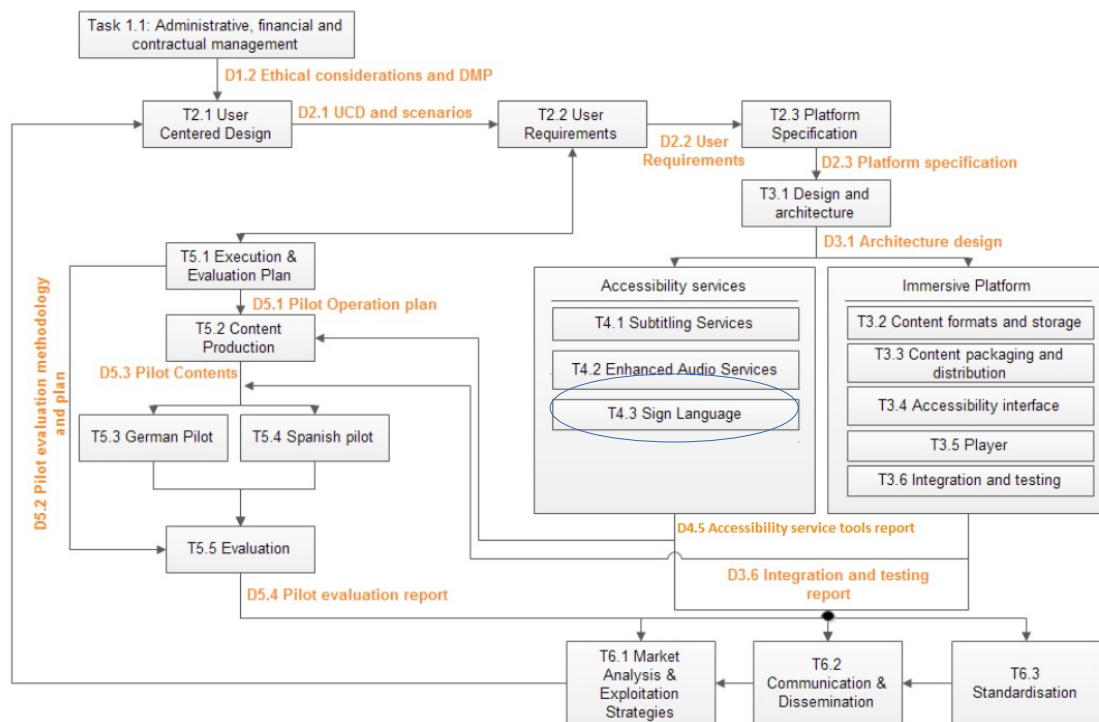 Task 1.1: Administrative, financial and
contractual management
D1.2 Ethical considerations and DMP
T2.1 User
Centered Design
D2.1 UCD and scenarios
T2.2 User
Requirements
D2.2 User
Requirements
T2.3 Platform
Specification
D2.3 Platform specification
T3.1 Design and
architecture
D3.1 Architecture design
T5.1 Execution &
Evaluation Plan
D5.1 Pilot Operation plan
T5.2 Content
Production
D5.3 Pilot Contents
T5.3 German Pilot
T5.4 Spanish pilot
D5.2 Pilot evaluation methodology
and plan
T5.5 Evaluation
D5.4 Pilot evaluation report
Accessibility services
T4.1 Subtitling Services
T4.2 Enhanced Audio Services
T4.3 Sign Language
Immersive Platform
T3.2 Content formats and storage
T3.3 Content packaging and
distribution
T3.4 Accessibility interface
T3.5 Player
T3.6 Integration and testing
D4.5 Accessibility service tools report
D3.6 Integration and testing
report
T6.1 Market
Analysis &
Exploitation
Strategies
T6.2
Communication &
Dissemination
T6.3
Standardisation